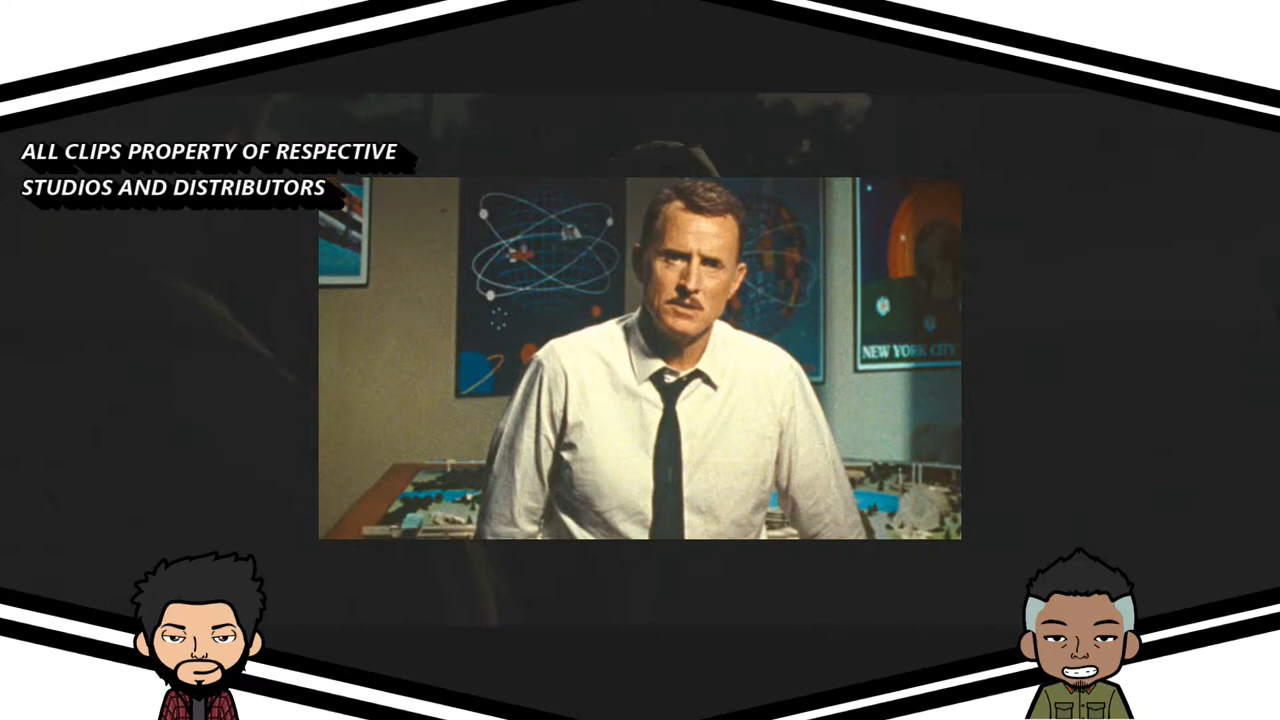 ALL CLIPS PROPERTY OF RESPECTIVE
STUDIOS AND DISTRIBUTORS
NEW YORK CITY